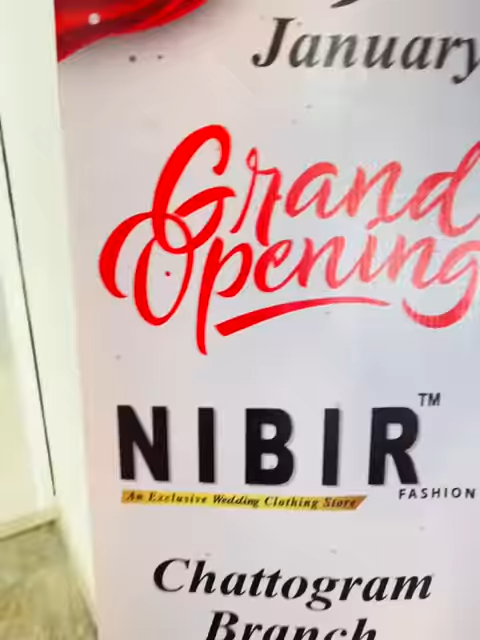 January
Grand
Opening
NIBIR™
FASHION
An Exclusive Wedding Clothing Store
Chattogram
Branch